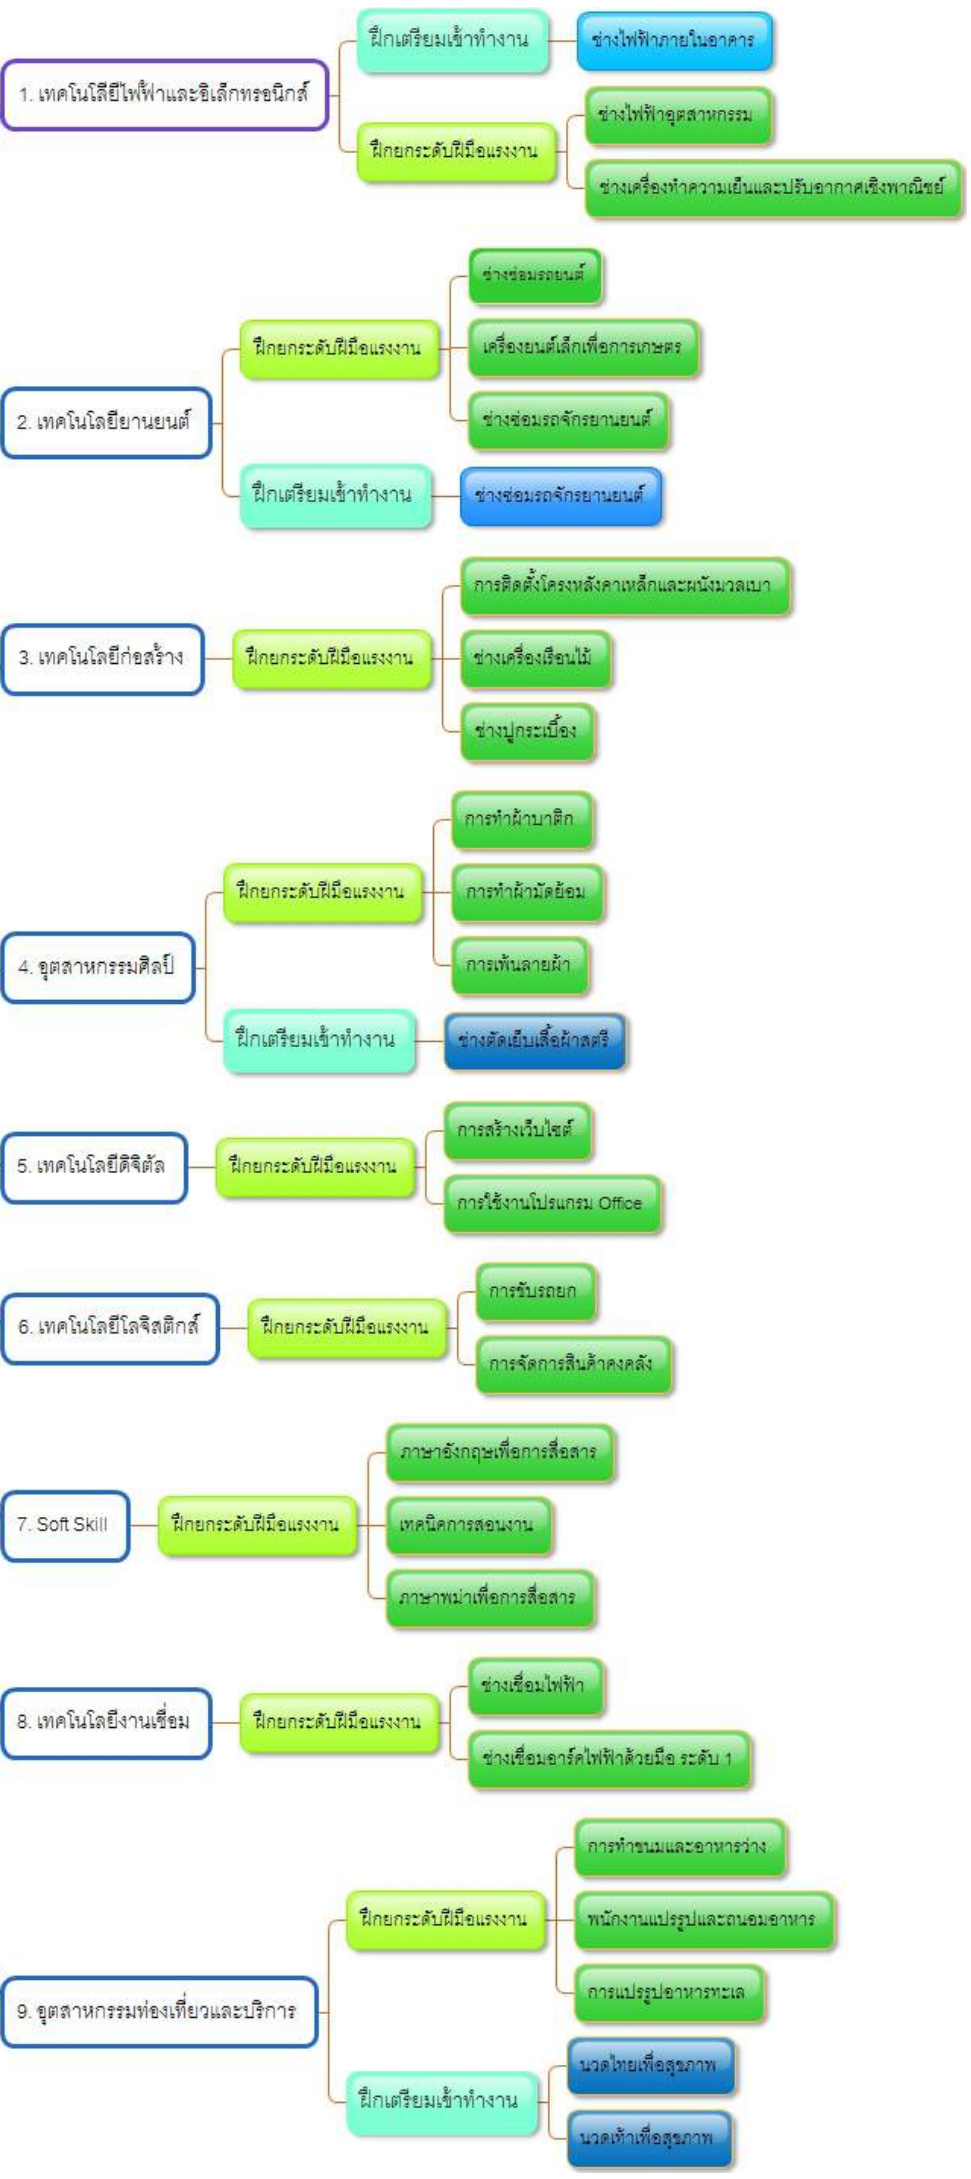 1. เทคโนโลียีไฟฟ้าและอิเล็กทรอนิกส์
ฝึกเตรียมเข้าทำงาน
ช่างไฟฟ้าภายในอาคาร
ฝึกยกระดับฝีมือแรงงาน
ช่างไฟฟ้าอุตสาหกรรม
ช่างเครื่องทำความเย็นและปรับอากาศเชิงพาณิชย์
2. เทคโนโลยียานยนต์
ฝึกยกระดับฝีมือแรงงาน
ช่างซ่อมรถยนต์
เครื่องยนต์เล็กเพื่อการเกษตร
ช่างซ่อมรถจักรยานยนต์
ฝึกเตรียมเข้าทำงาน
ช่างซ่อมรถจักรยานยนต์
3. เทคโนโลยีก่อสร้าง
ฝึกยกระดับฝีมือแรงงาน
การติดตั้งโครงหลังคาเหล็กและผนังมวลเบา
ช่างเครื่องเรือนไม้
ช่างปูกระเบื้อง
4. อุตสาหกรรมศิลป์
ฝึกยกระดับฝีมือแรงงาน
การทำผ้าบาติก
การทำผ้ามัดย้อม
การเพ้นลายผ้า
ฝึกเตรียมเข้าทำงาน
ช่างตัดเย็บเสื้อผ้าสตรี
5. เทคโนโลยีดิจิตัล
ฝึกยกระดับฝีมือแรงงาน
การสร้างเว็บไซต์
การใช้งานโปรแกรม Office
6. เทคโนโลยีโลจิสติกส์
ฝึกยกระดับฝีมือแรงงาน
การขับรถยก
การจัดการสินค้าคงคลัง
7. Soft Skill
ฝึกยกระดับฝีมือแรงงาน
ภาษาอังกฤษเพื่อการสื่อสาร
เทคนิคการสอนงาน
ภาษาพม่าเพื่อการสื่อสาร
8. เทคโนโลยีงานเชื่อม
ฝึกยกระดับฝีมือแรงงาน
ช่างเชื่อมไฟฟ้า
ช่างเชื่อมอาร์คไฟฟ้าด้วยมือ ระดับ 1
9. อุตสาหกรรมท่องเที่ยวและบริการ
ฝึกยกระดับฝีมือแรงงาน
การทำขนมและอาหารว่าง
พนักงานแปรรูปและถนอมอาหาร
การแปรรูปอาหารทะเล
ฝึกเตรียมเข้าทำงาน
นวดไทยเพื่อสุขภาพ
นวดเท้าเพื่อสุขภาพ